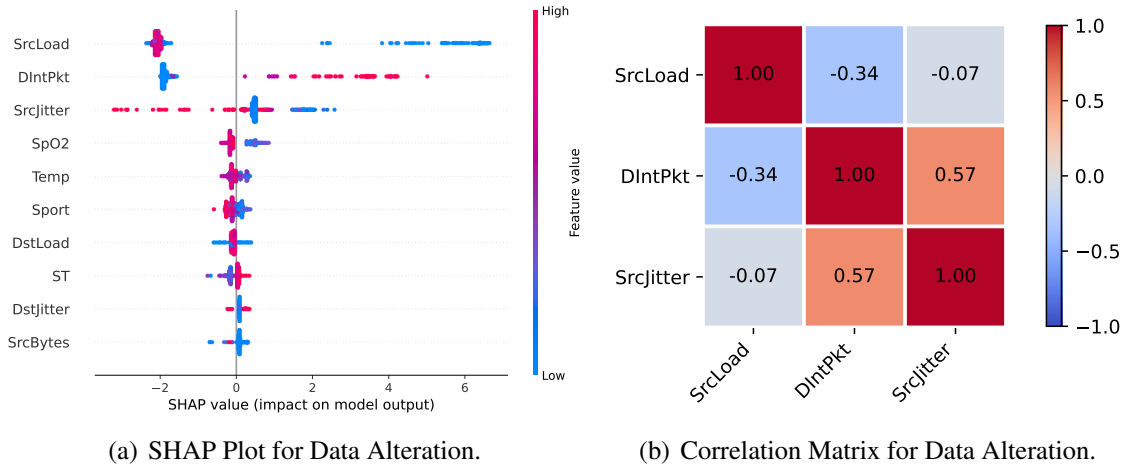 High
SrcLoad
DIntPkt
SrcJitter
SpO2
Temp
Sport
DstLoad
ST
DstJitter
SrcBytes
Feature value
Low
−2 0 2 4 6
SHAP value (impact on model output)
(a) SHAP Plot for Data Alteration.
SrcLoad
DIntPkt
SrcJitter
1.00 -0.34 -0.07
-0.34 1.00 0.57
-0.07 0.57 1.00
SrcLoad
DIntPkt
SrcJitter
1.0
0.5
0.0
−0.5
−1.0
(b) Correlation Matrix for Data Alteration.